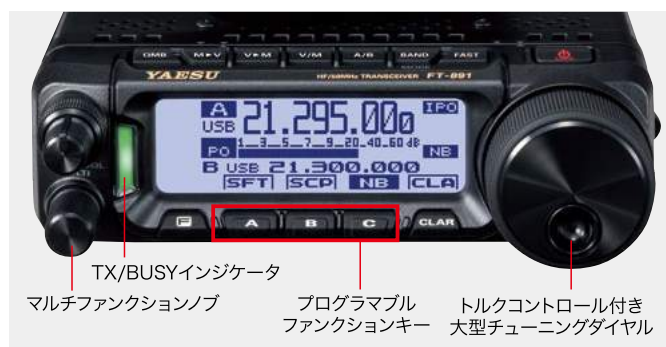 QMB M▶V V▶M V/M A/B BAND FAST
YAESU HF/50MHz TRANSCEIVER FT-891
A 21.295.000 IPO
USB
1__3__5__7__9__20__40__60 dB
PO NB
B USB 21.300.000
SFT SCP NB CLA
F A B C CLAR
TX/BUSYインジケータ
マルチファンクションノブ
プログラマブル
ファンクションキー
トルクコントロール付き
大型チューニングダイヤル